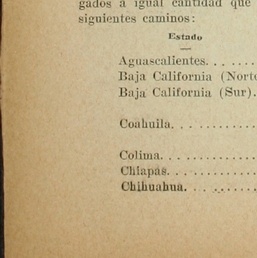 gados a igual cantidad que
siguientes caminos:
Estado
Aguascalientes. . . .
Baja California (Norte
Baja California (Sur).
Coahuila. . . . . . . . . . . .
Colima. . . . . . . . . . . . .
Chiapas. . . . . . . . . . . .
Chihuahua. . . . . . . . . .